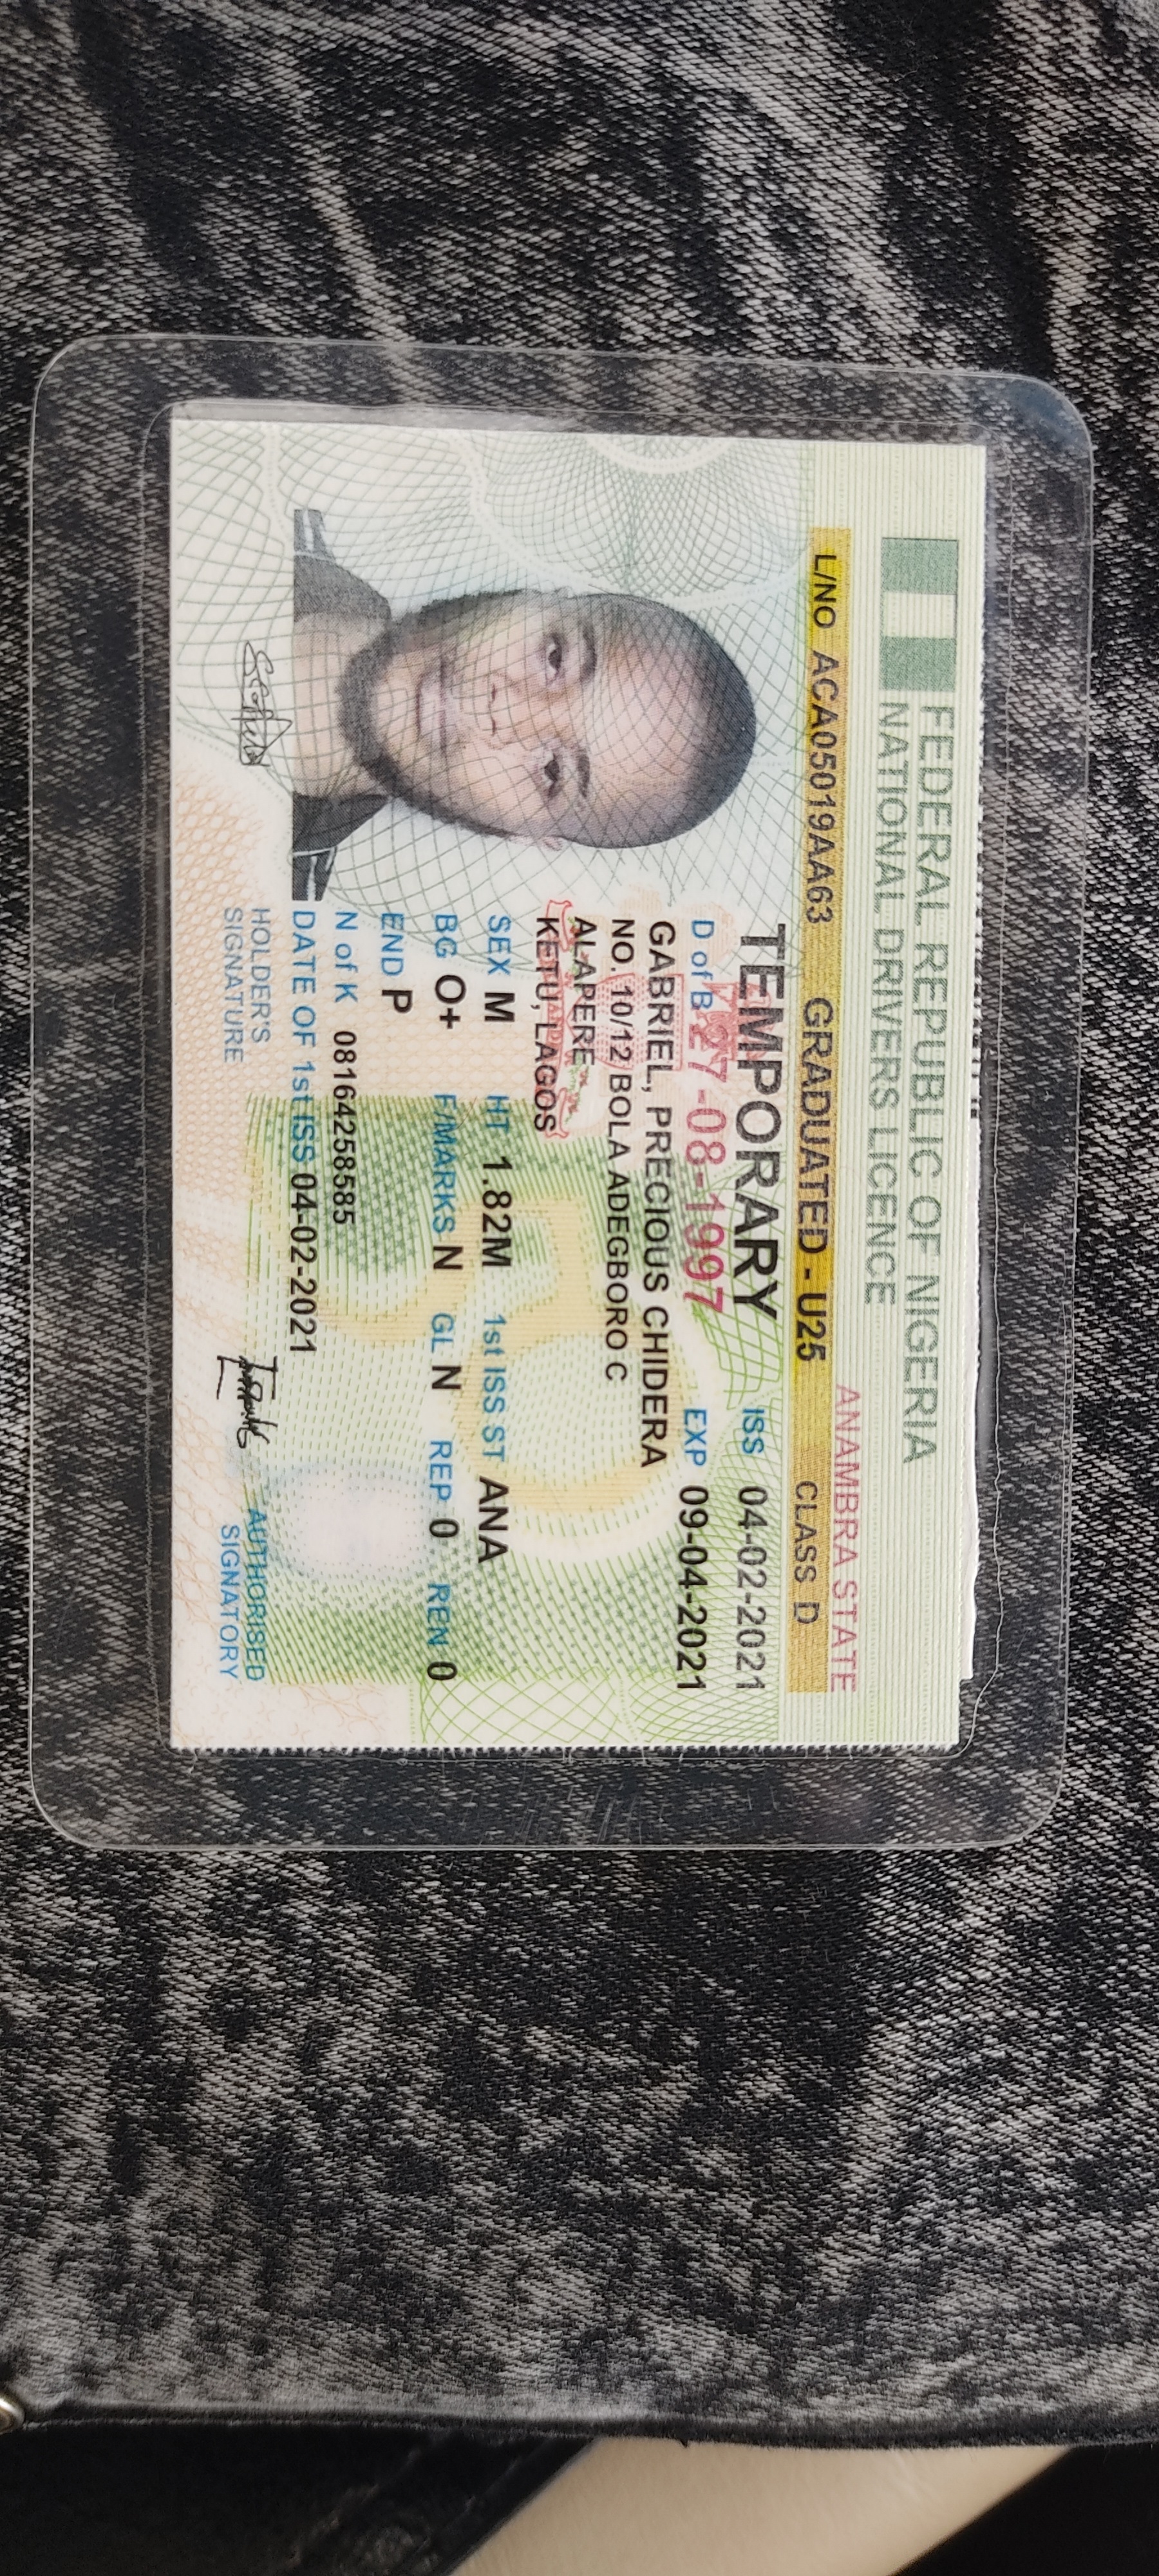 FEDERAL REPUBLIC OF NIGERIA
NATIONAL DRIVERS LICENCE
ANAMBRA STATE
L/NO ACA05019AA63 GRADUATED - U25 CLASS D
TEMPORARY ISS 04-02-2021
D of B 27-08-1997 EXP 09-04-2021
GABRIEL, PRECIOUS CHIDERA
NO. 10/12 BOLA ADEGBORO C
ALAPERE
KETU, LAGOS
SEX M HT 1.82M 1st ISS ST ANA
BG O+ F/MARKS N GL N REP 0 REN 0
END P
N of K 08164258585
DATE OF 1st ISS 04-02-2021
HOLDER'S
SIGNATURE
AUTHORISED
SIGNATORY